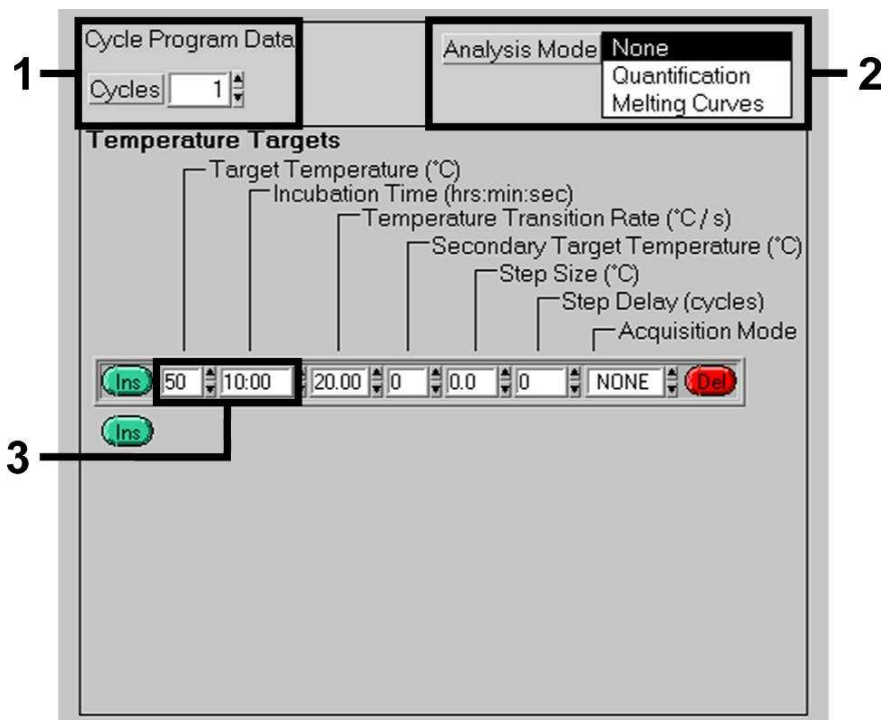 Cycle Program Data
Analysis Mode None
Quantification
Melting Curves
1
2
Cycles 1
Temperature Targets
Target Temperature (°C)
Incubation Time (hrs:min:sec)
Temperature Transition Rate (°C / s)
Secondary Target Temperature (°C)
Step Size (°C)
Step Delay (cycles)
Acquisition Mode
Ins 50 10:00 20.00 0 0.0 0 NONE Del
Ins
3